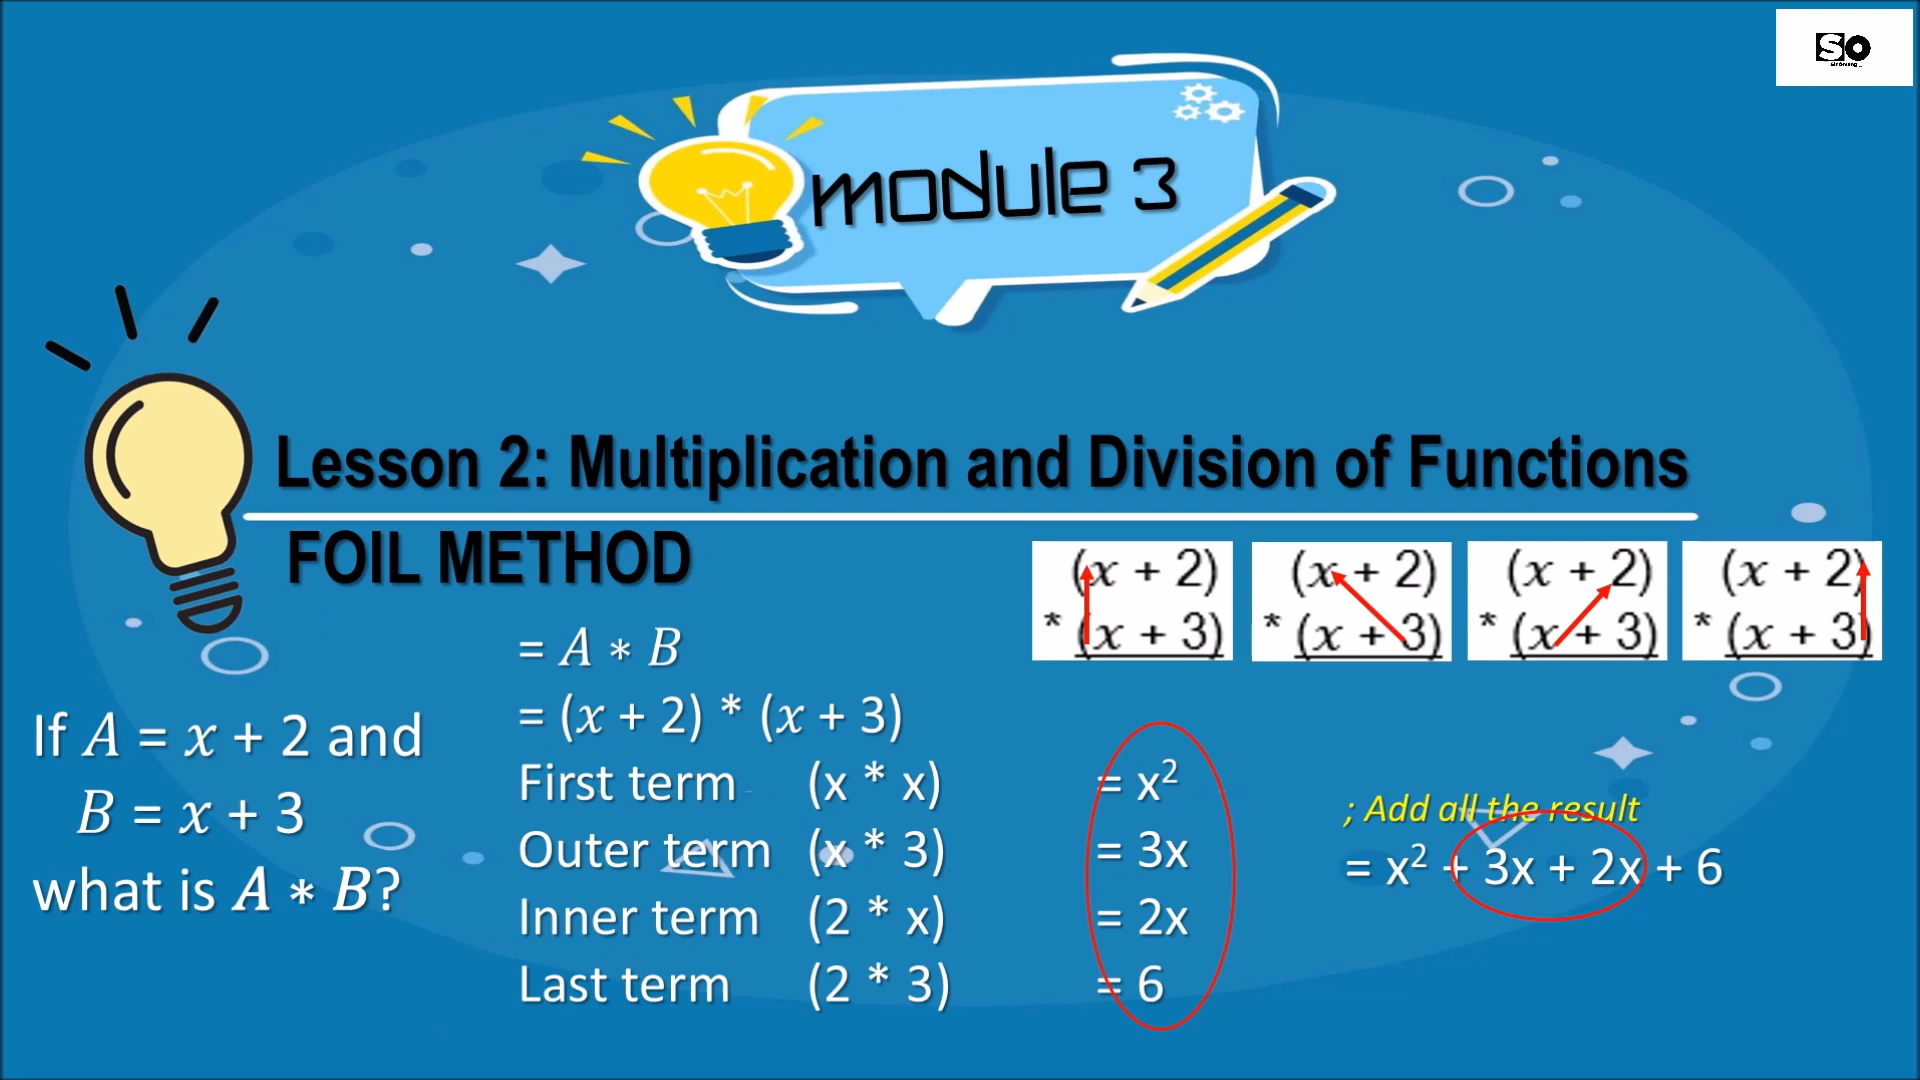 SO
module 3
Lesson 2: Multiplication and Division of Functions
FOIL METHOD
(x + 2)
* (x + 3)
(x + 2)
* (x + 3)
(x + 2)
* (x + 3)
(x + 2)
* (x + 3)
If A = x + 2 and
B = x + 3
what is A ∗ B?
= A ∗ B
= (x + 2) * (x + 3)
First term (x * x) = x²
Outer term (x * 3) = 3x
Inner term (2 * x) = 2x
Last term (2 * 3) = 6
; Add all the result
= x² + 3x + 2x + 6